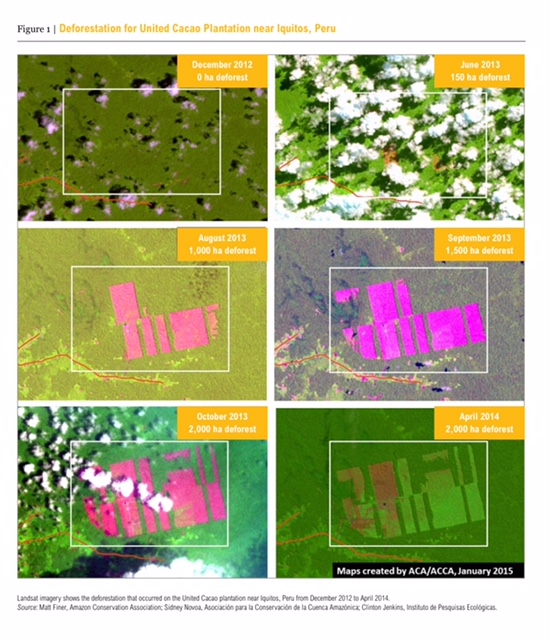 Figure 1 | Deforestation for United Cacao Plantation near Iquitos, Peru
December 2012
0 ha deforest
June 2013
150 ha deforest
August 2013
1,000 ha deforest
September 2013
1,500 ha deforest
October 2013
2,000 ha deforest
April 2014
2,000 ha deforest
Maps created by ACA/ACCA, January 2015
Landsat imagery shows the deforestation that occurred on the United Cacao plantation near Iquitos, Peru from December 2012 to April 2014.
Source: Matt Finer, Amazon Conservation Association; Sidney Novoa, Asociación para la Conservación de la Cuenca Amazónica; Clinton Jenkins, Instituto de Pesquisas Ecológicas.